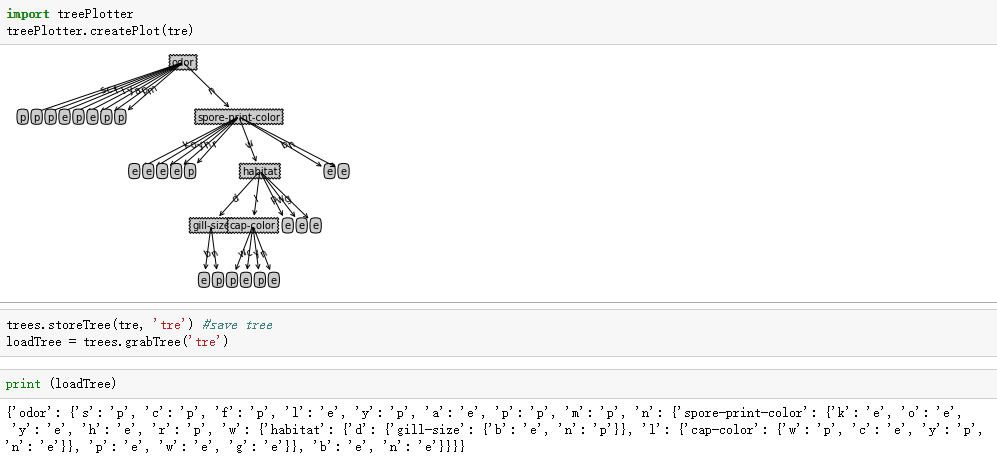 import treePlotter
treePlotter.createPlot(tre)
odor
n
p p p e p e p p
spore-print-color
w
e e e e p
habitat
e e
d l
gill-size cap-color e e e
e p p e p e
trees.storeTree(tre, 'tre') #save tree
loadTree = trees.grabTree('tre')
print (loadTree)
{'odor': {'s': 'p', 'c': 'p', 'f': 'p', 'l': 'e', 'y': 'p', 'a': 'e', 'p': 'p', 'm': 'p', 'n': {'spore-print-color': {'k': 'e', 'o': 'e',
'y': 'e', 'h': 'e', 'r': 'p', 'w': {'habitat': {'d': {'gill-size': {'b': 'e', 'n': 'p'}}, 'l': {'cap-color': {'w': 'p', 'c': 'e', 'y': 'p',
'n': 'e'}}, 'p': 'e', 'w': 'e', 'g': 'e'}}, 'b': 'e', 'n': 'e'}}}}